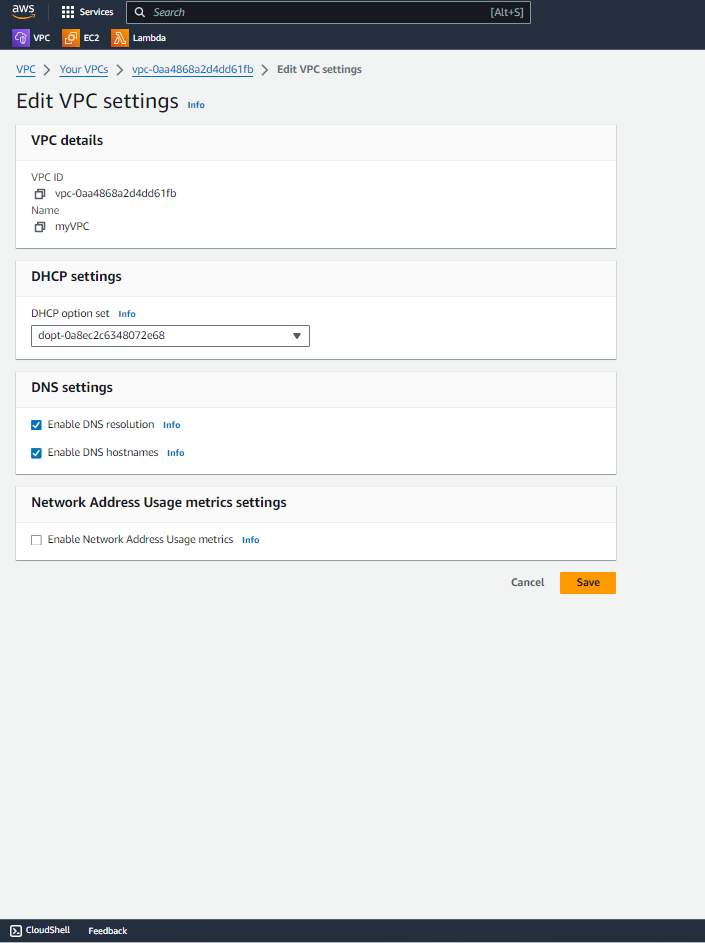 aws Services Search [Alt+S]
VPC EC2 Lambda
VPC Your VPCs vpc-0aa4868a2d4dd61fb Edit VPC settings
Edit VPC settings Info
VPC details
VPC ID
vpc-0aa4868a2d4dd61fb
Name
myVPC
DHCP settings
DHCP option set Info
dopt-0a8ec2c6348072e68
DNS settings
Enable DNS resolution Info
Enable DNS hostnames Info
Network Address Usage metrics settings
Enable Network Address Usage metrics Info
Cancel Save
CloudShell Feedback